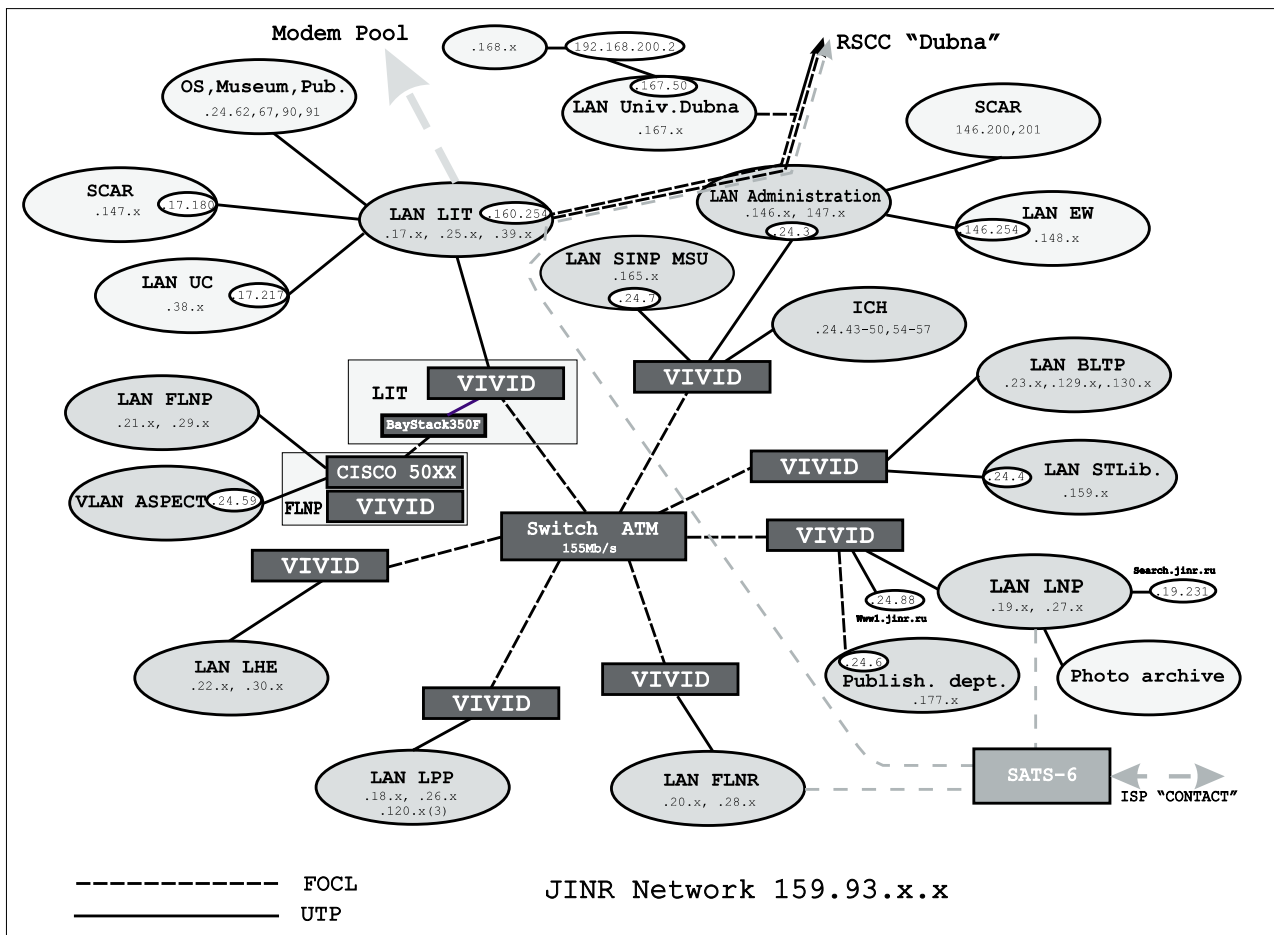 Modem Pool
RSCC “Dubna”
.168.x
192.168.200.2
.167.50
LAN Univ.Dubna
.167.x
OS,Museum,Pub.
.24.62,67,90,91
SCAR
146.200,201
SCAR
.147.x
.17.180
LAN LIT
.160.254
.17.x, .25.x, .39.x
LAN Administration
.146.x, 147.x
.24.3
LAN EW
146.254
.148.x
LAN UC
.38.x
.17.217
LAN SINP MSU
.165.x
.24.7
ICH
.24.43-50,54-57
LIT
VIVID
BayStack350F
VIVID
LAN BLTP
.23.x,.129.x,.130.x
LAN FLNP
.21.x, .29.x
CISCO 50XX
FLNP
VIVID
VLAN ASPECT
.24.59
VIVID
LAN STLib.
.24.4
.159.x
Switch ATM
155Mb/s
VIVID
VIVID
LAN LNP
.19.x, .27.x
Search.jinr.ru
.19.231
.24.88
Www1.jinr.ru
LAN LHE
.22.x, .30.x
.24.6
Publish. dept.
.177.x
Photo archive
VIVID
VIVID
LAN LPP
.18.x, .26.x
.120.x(3)
LAN FLNR
.20.x, .28.x
SATS-6
ISP “CONTACT”
FOCL
UTP
JINR Network 159.93.x.x